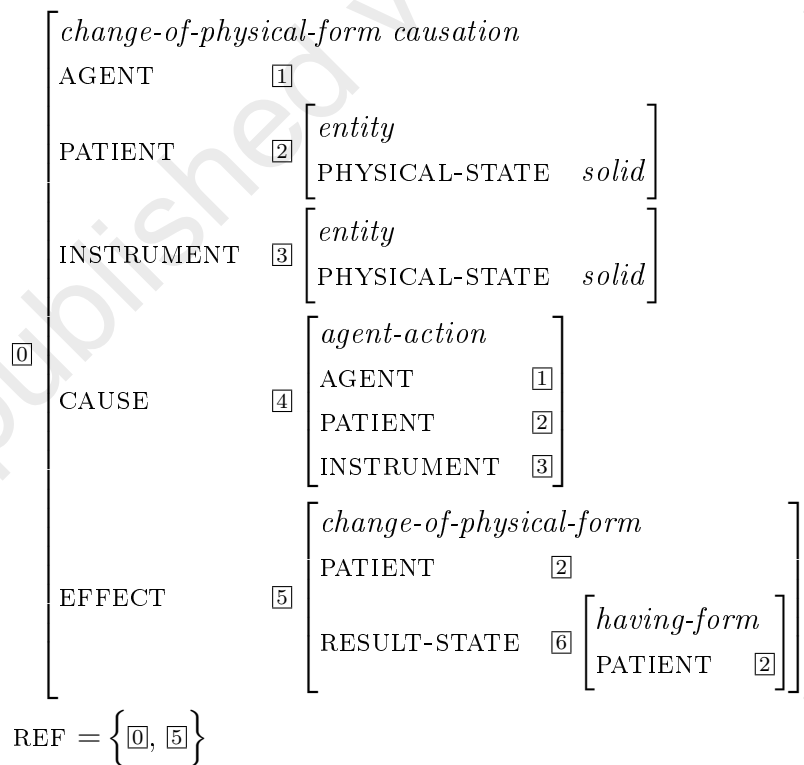 change-of-physical-form causation
AGENT 1
PATIENT 2 entity
PHYSICAL-STATE solid
INSTRUMENT 3 entity
PHYSICAL-STATE solid
0
CAUSE 4 agent-action
AGENT 1
PATIENT 2
INSTRUMENT 3
EFFECT 5 change-of-physical-form
PATIENT 2
RESULT-STATE 6 having-form
PATIENT 2
REF = {0, 5}
published